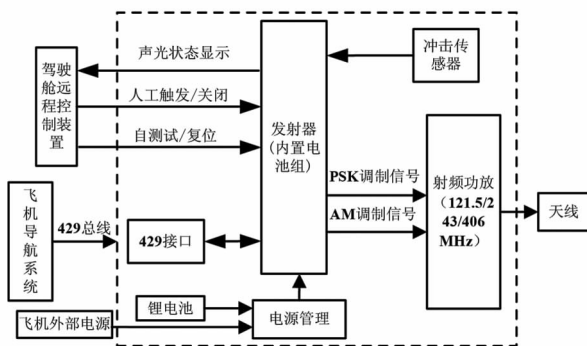 声光状态显示
人工触发/关闭
自测试/复位
驾驶
舱远
程控
制装
置
发射器
(内置电
池组)
冲击传
感器
PSK调制信号
AM调制信号
射频功放
（121.5/2
43/406
MHz）
天线
飞
机
导
航
系
统
429总线
429接口
锂电池
飞机外部电源
电源管理